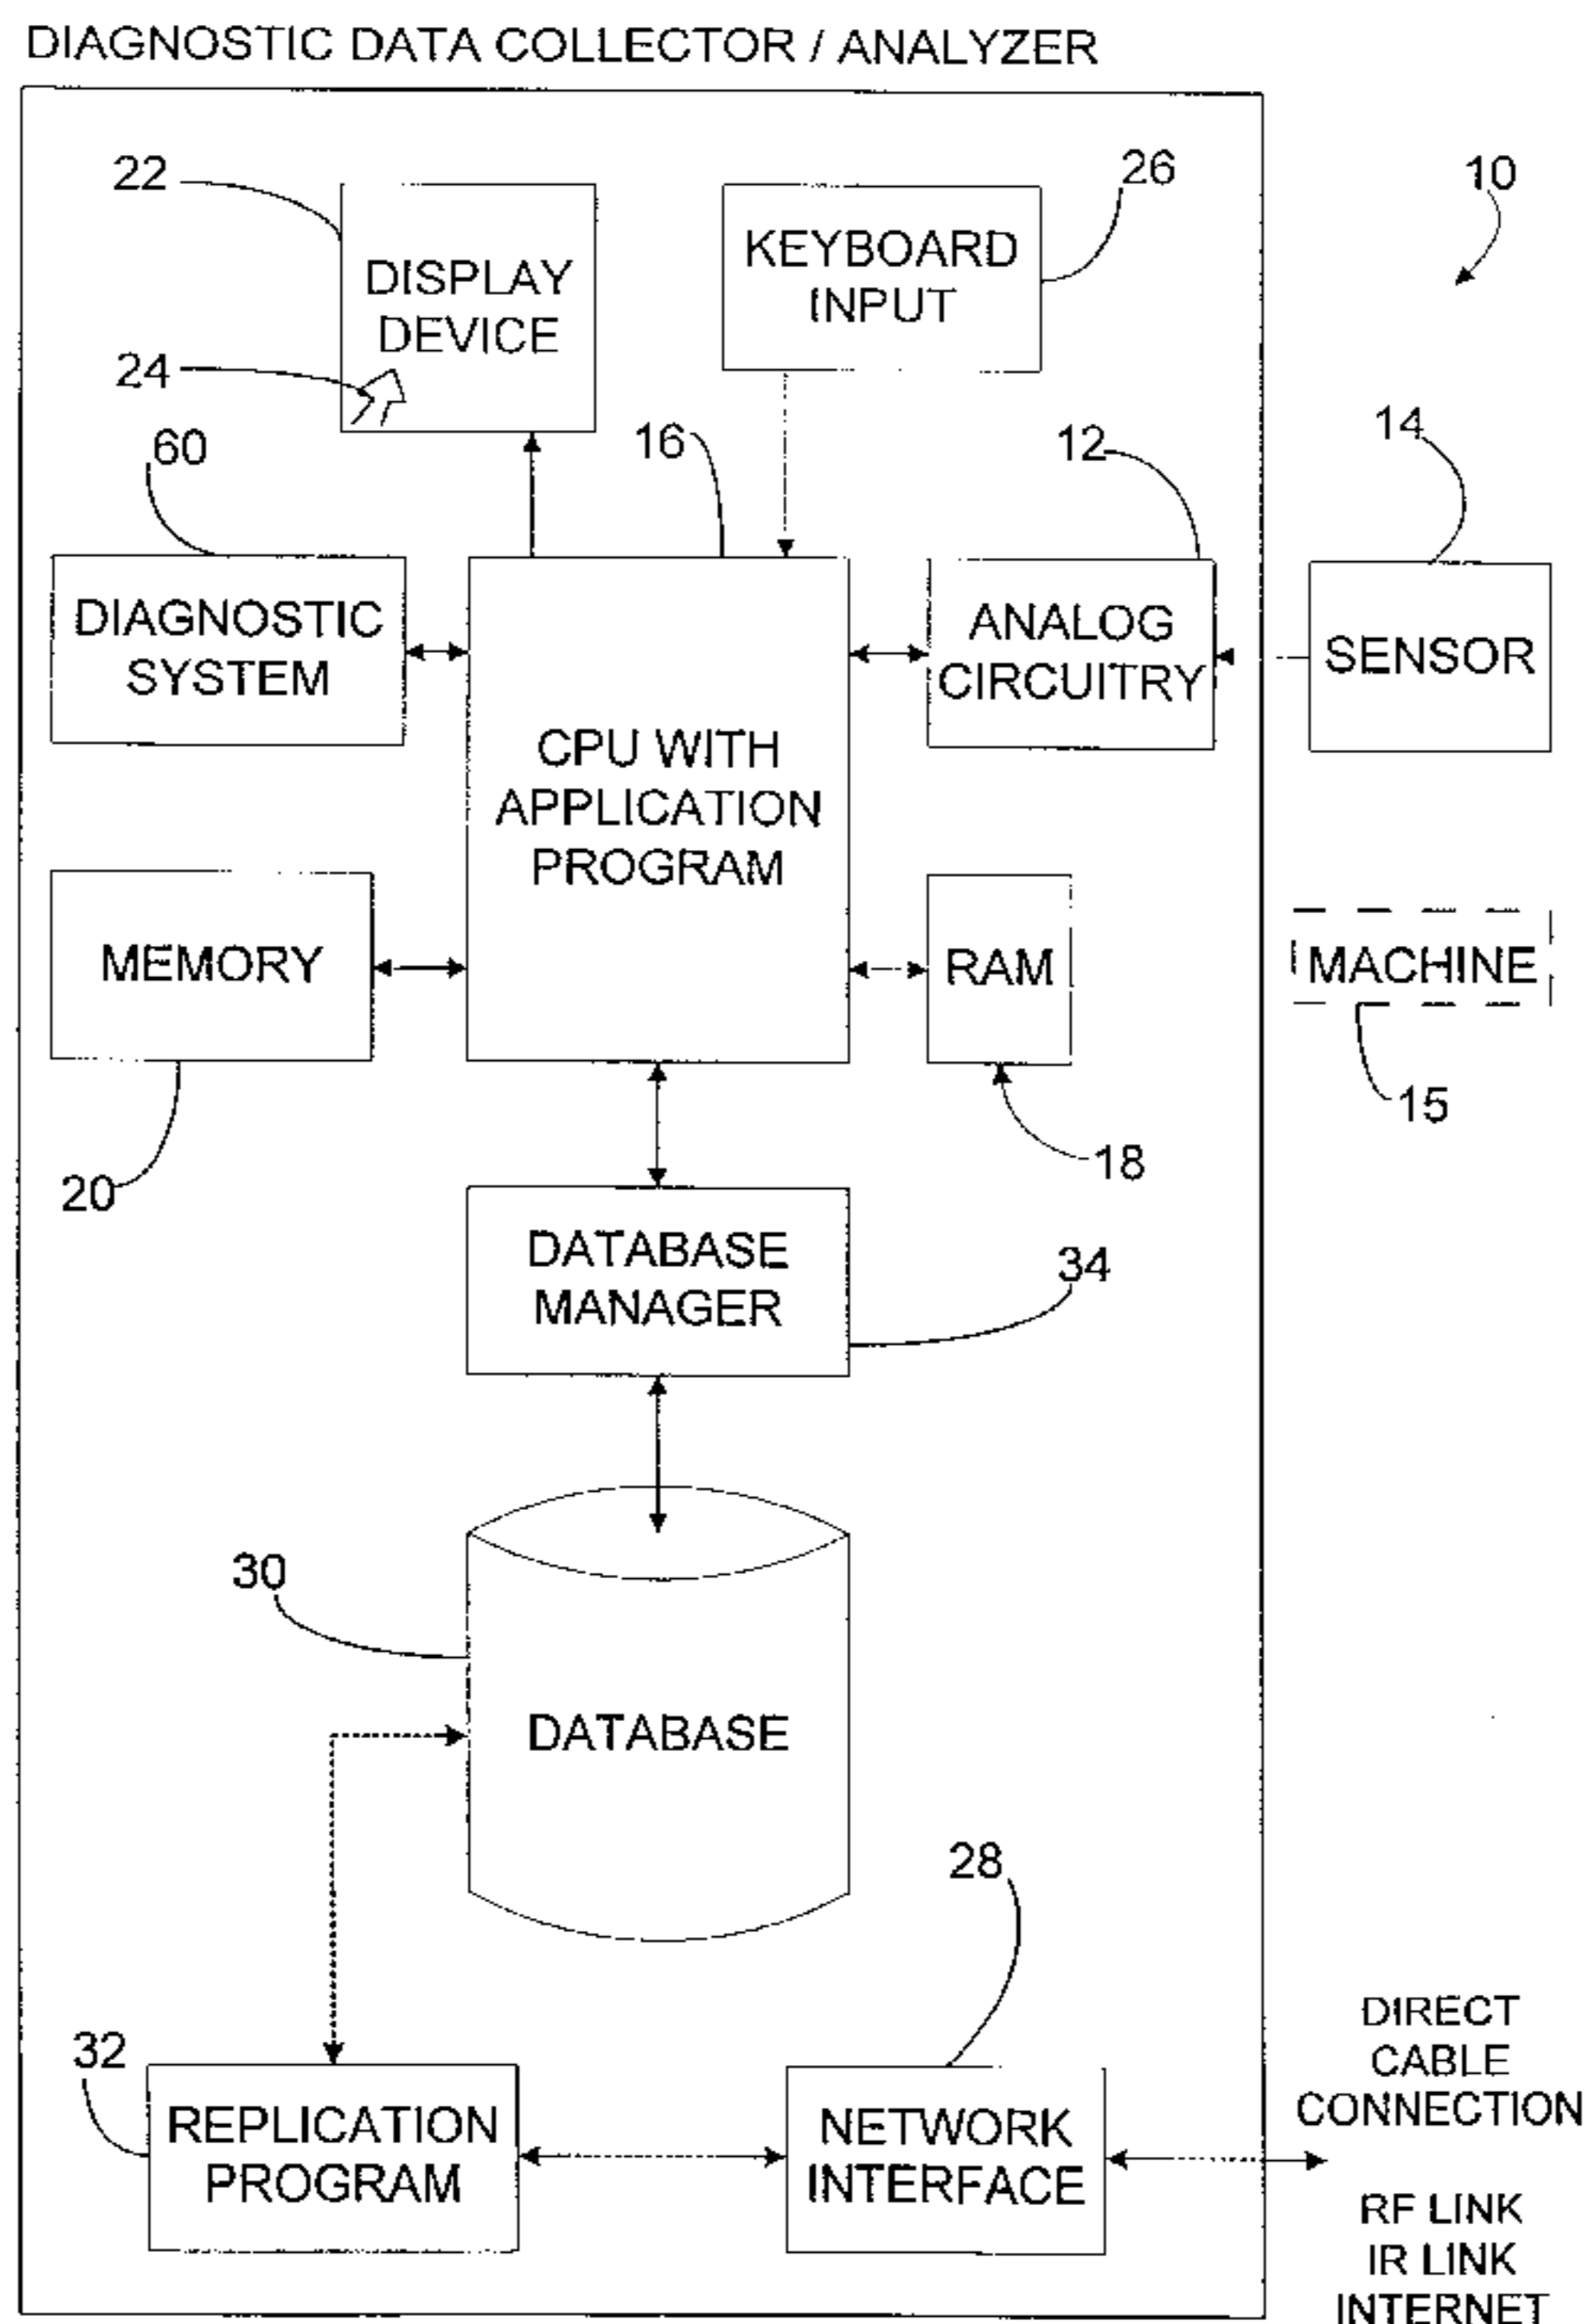 DIAGNOSTIC DATA COLLECTOR / ANALYZER
22
26
10
DISPLAY
DEVICE
KEYBOARD
INPUT
24
60
16
12
14
DIAGNOSTIC
SYSTEM
ANALOG
CIRCUITRY
SENSOR
CPU WITH
APPLICATION
PROGRAM
MEMORY
RAM
MACHINE
15
18
20
DATABASE
MANAGER
34
30
DATABASE
28
32
REPLICATION
PROGRAM
NETWORK
INTERFACE
DIRECT
CABLE
CONNECTION
RF LINK
IR LINK
INTERNET